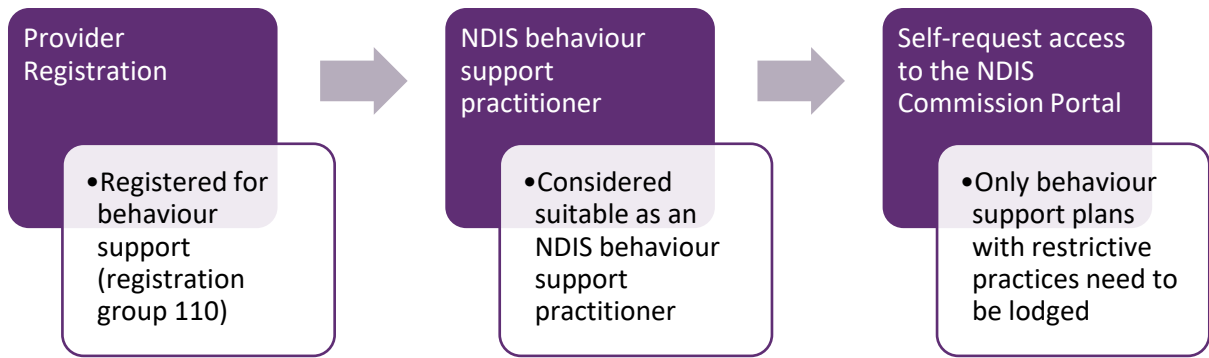 Provider
Registration
•Registered for
behaviour
support
(registration
group 110)
NDIS behaviour
support
practitioner
•Considered
suitable as an
NDIS behaviour
support
practitioner
Self-request access
to the NDIS
Commission Portal
•Only behaviour
support plans
with restrictive
practices need to
be lodged